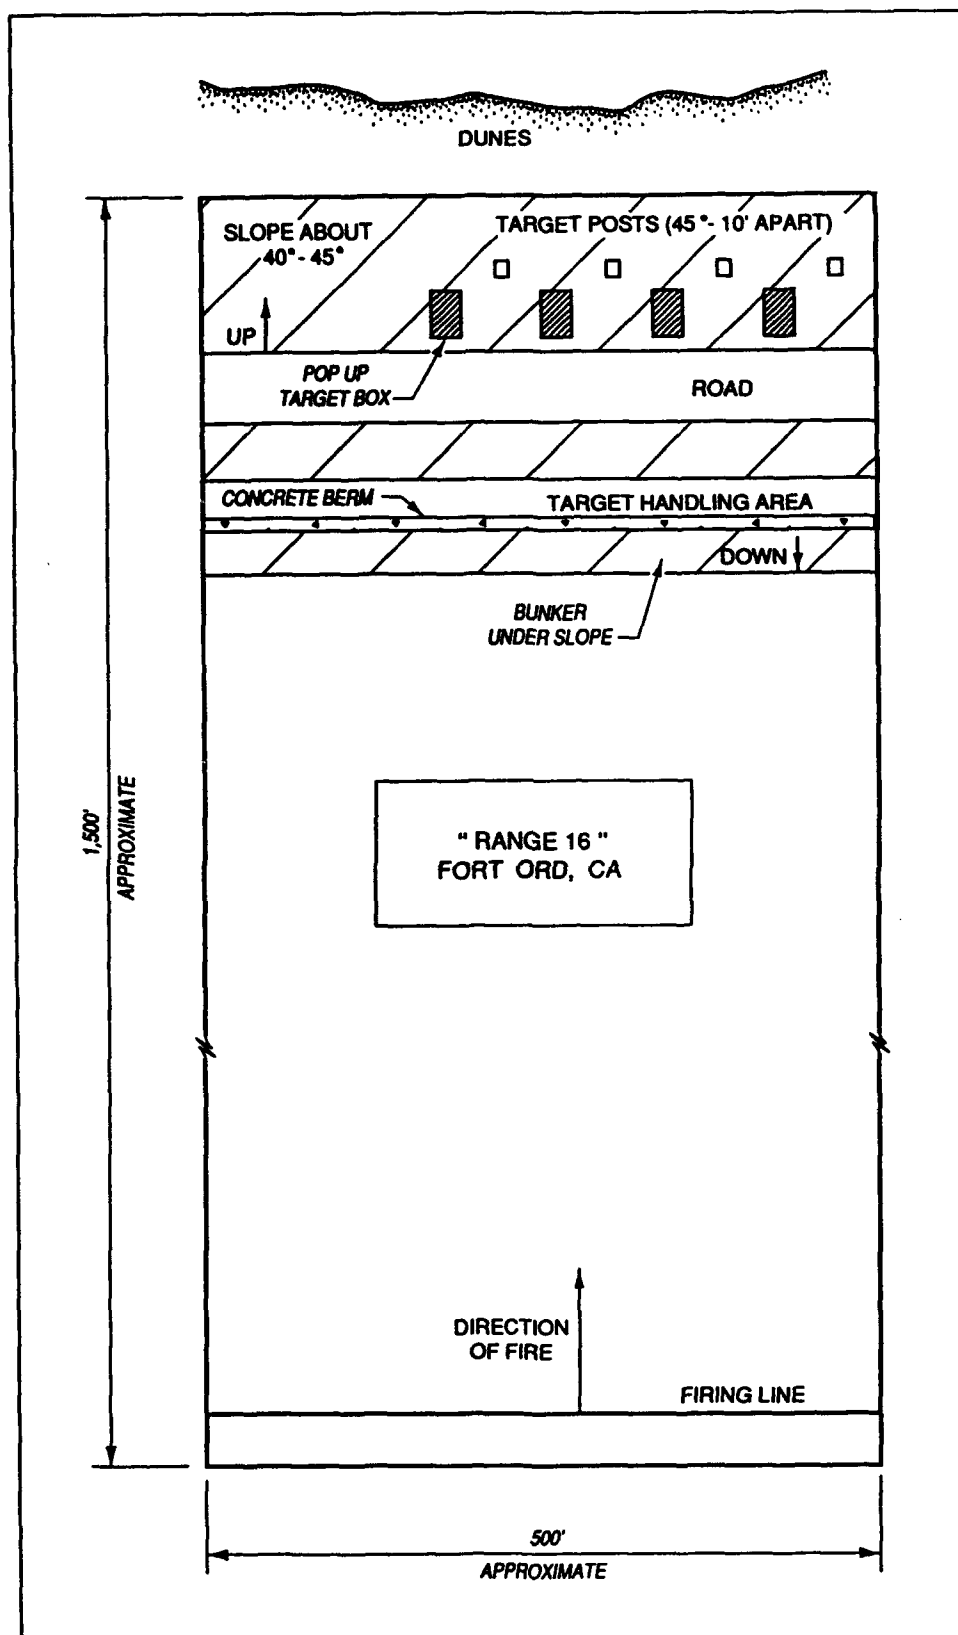 DUNES
SLOPE ABOUT
40°- 45°
TARGET POSTS (45°- 10' APART)
UP
POP UP
TARGET BOX
ROAD
CONCRETE BERM
TARGET HANDLING AREA
DOWN
BUNKER
UNDER SLOPE
1,500'
APPROXIMATE
" RANGE 16 "
FORT ORD, CA
DIRECTION
OF FIRE
FIRING LINE
500'
APPROXIMATE